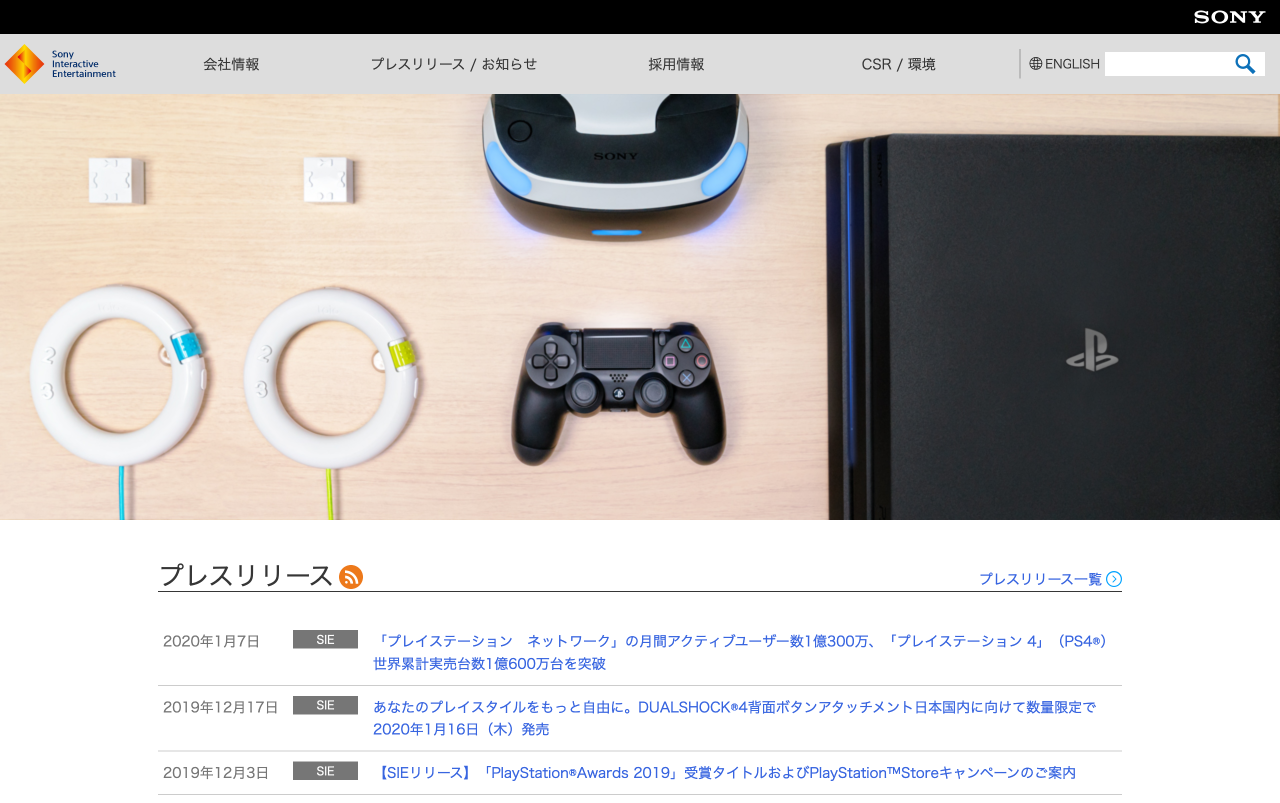 SONY
Sony
Interactive
Entertainment
会社情報
プレスリリース / お知らせ
採用情報
CSR / 環境
ENGLISH
SONY
2
3
2
3
プレスリリース
プレスリリース一覧
2020年1月7日
SIE
「プレイステーション　ネットワーク」の月間アクティブユーザー数1億300万、「プレイステーション 4」（PS4®）
世界累計実売台数1億600万台を突破
2019年12月17日
SIE
あなたのプレイスタイルをもっと自由に。DUALSHOCK®4背面ボタンアタッチメント日本国内に向けて数量限定で
2020年1月16日（木）発売
2019年12月3日
SIE
【SIEリリース】「PlayStation®Awards 2019」受賞タイトルおよびPlayStation™Storeキャンペーンのご案内